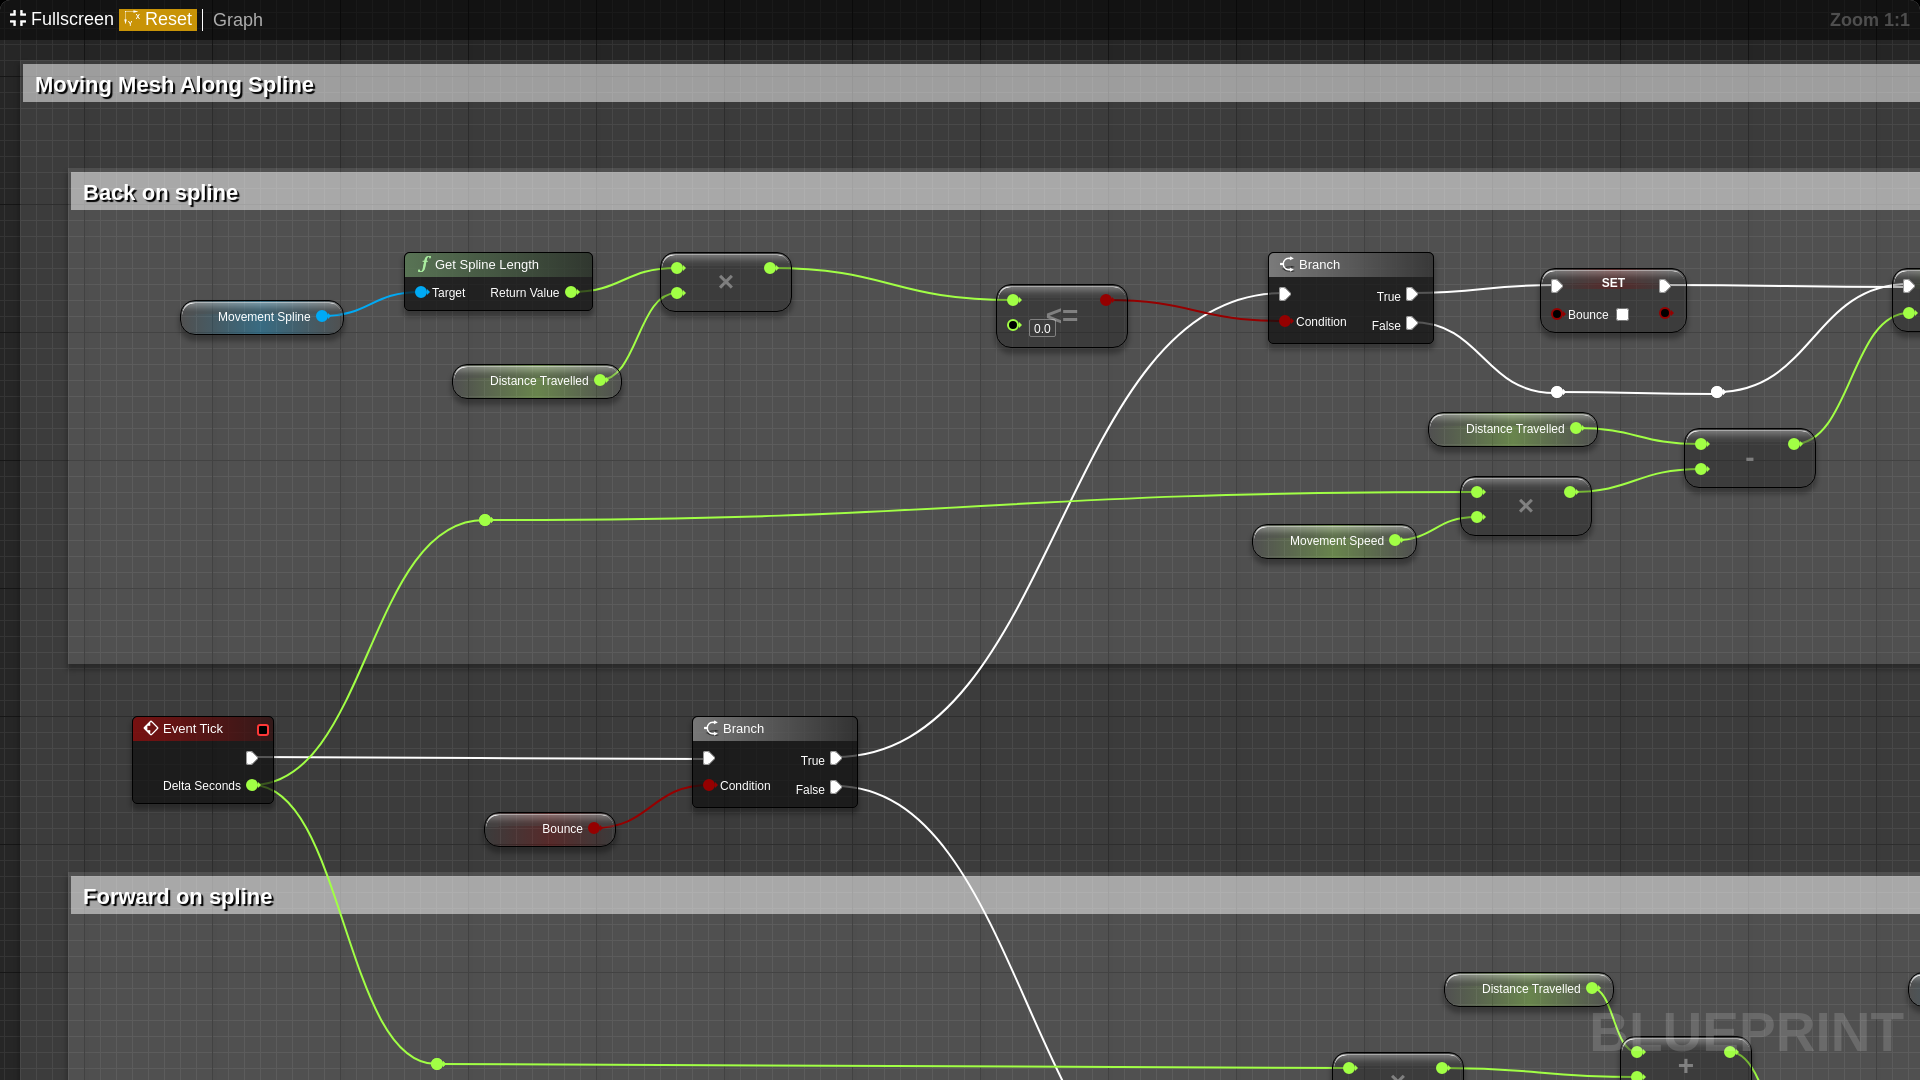 Fullscreen Reset Graph Zoom 1:1
Moving Mesh Along Spline
Back on spline
Get Spline Length
Target Return Value
Movement Spline
×
Distance Travelled
<=
0.0
Branch
True
Condition
False
SET
Bounce
Distance Travelled
-
×
Movement Speed
Event Tick
Delta Seconds
Branch
True
Condition
False
Bounce
Forward on spline
Distance Travelled
BLUEPRINT
+
×